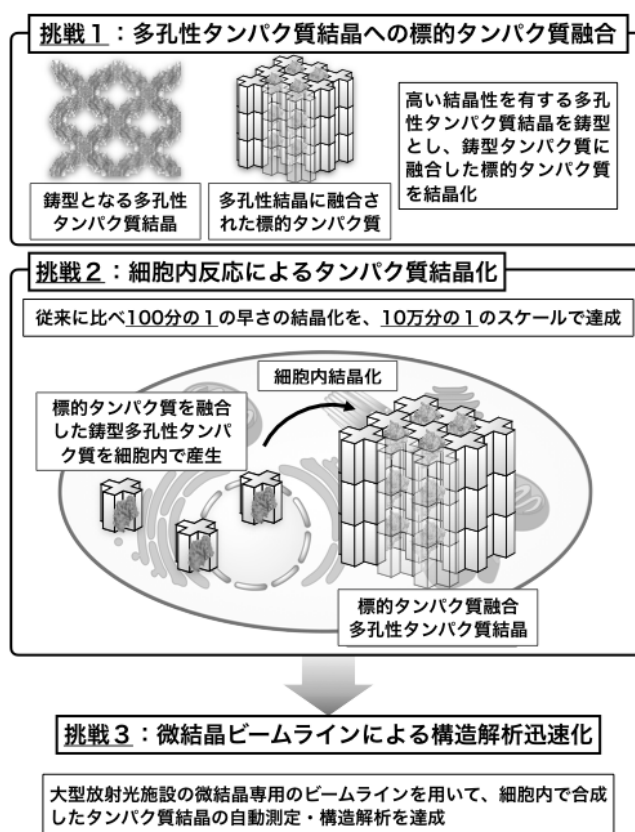 挑戦1：多孔性タンパク質結晶への標的タンパク質融合
鋳型となる多孔性
タンパク質結晶
多孔性結晶に融合さ
れた標的タンパク質
高い結晶性を有する多孔
性タンパク質結晶を鋳型
とし、鋳型タンパク質に
融合した標的タンパク質
を結晶化
挑戦2：細胞内反応によるタンパク質結晶化
従来に比べ100分の1の早さの結晶化を、10万分の1のスケールで達成
細胞内結晶化
標的タンパク質を融合
した鋳型多孔性タンパ
ク質を細胞内で産生
標的タンパク質融合
多孔性タンパク質結晶
挑戦3：微結晶ビームラインによる構造解析迅速化
大型放射光施設の微結晶専用のビームラインを用いて、細胞内で合成
したタンパク質結晶の自動測定・構造解析を達成